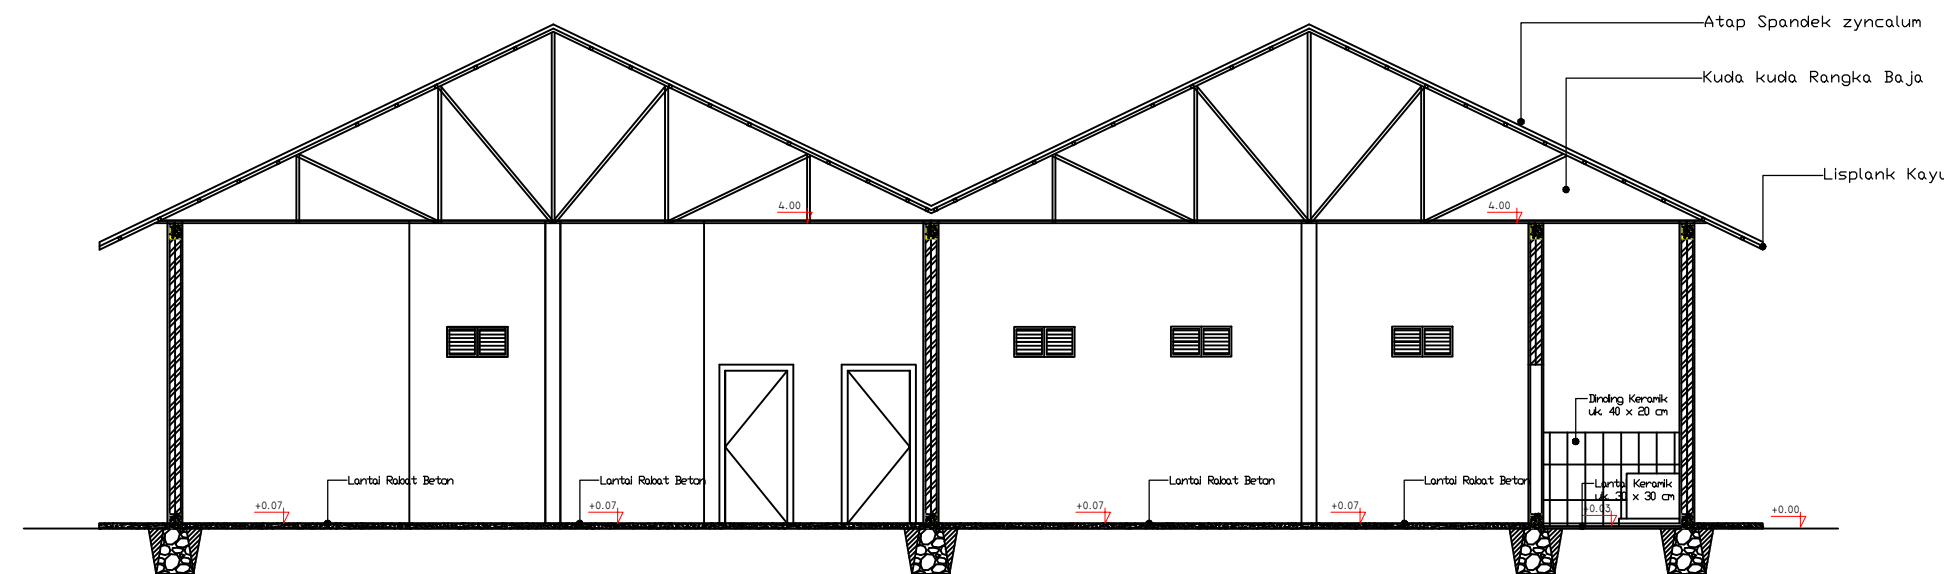 Atap Spandek zyncalum
Kuda kuda Rangka Baja
Lisplank Kayu
4.00
4.00
Dinding Keramik
uk. 40 x 20 cm
Lantai Rabat Beton
Lantai Rabat Beton
Lantai Rabat Beton
Lantai Rabat Beton
Lantai Keramik
uk. 30 x 30 cm
+0.07
+0.07
+0.07
+0.07
+0.03
+0.00